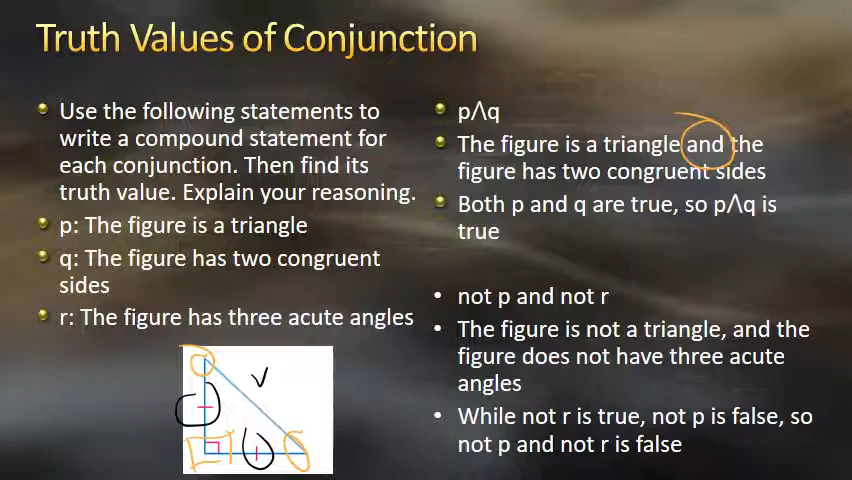 Truth Values of Conjunction
Use the following statements to
write a compound statement for
each conjunction. Then find its
truth value. Explain your reasoning.
p: The figure is a triangle
q: The figure has two congruent
sides
r: The figure has three acute angles
p⋀q
The figure is a triangle and the
figure has two congruent sides
Both p and q are true, so p⋀q is
true
not p and not r
The figure is not a triangle, and the
figure does not have three acute
angles
While not r is true, not p is false, so
not p and not r is false